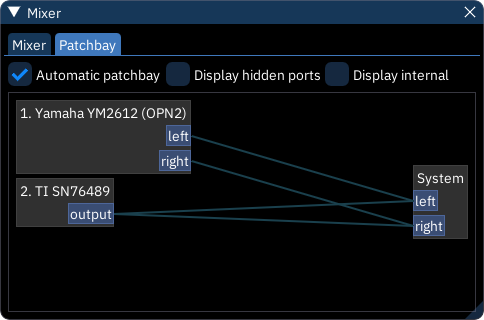 Mixer
Mixer Patchbay
Automatic patchbay Display hidden ports Display internal
1. Yamaha YM2612 (OPN2)
left
right
2. TI SN76489
output
System
left
right